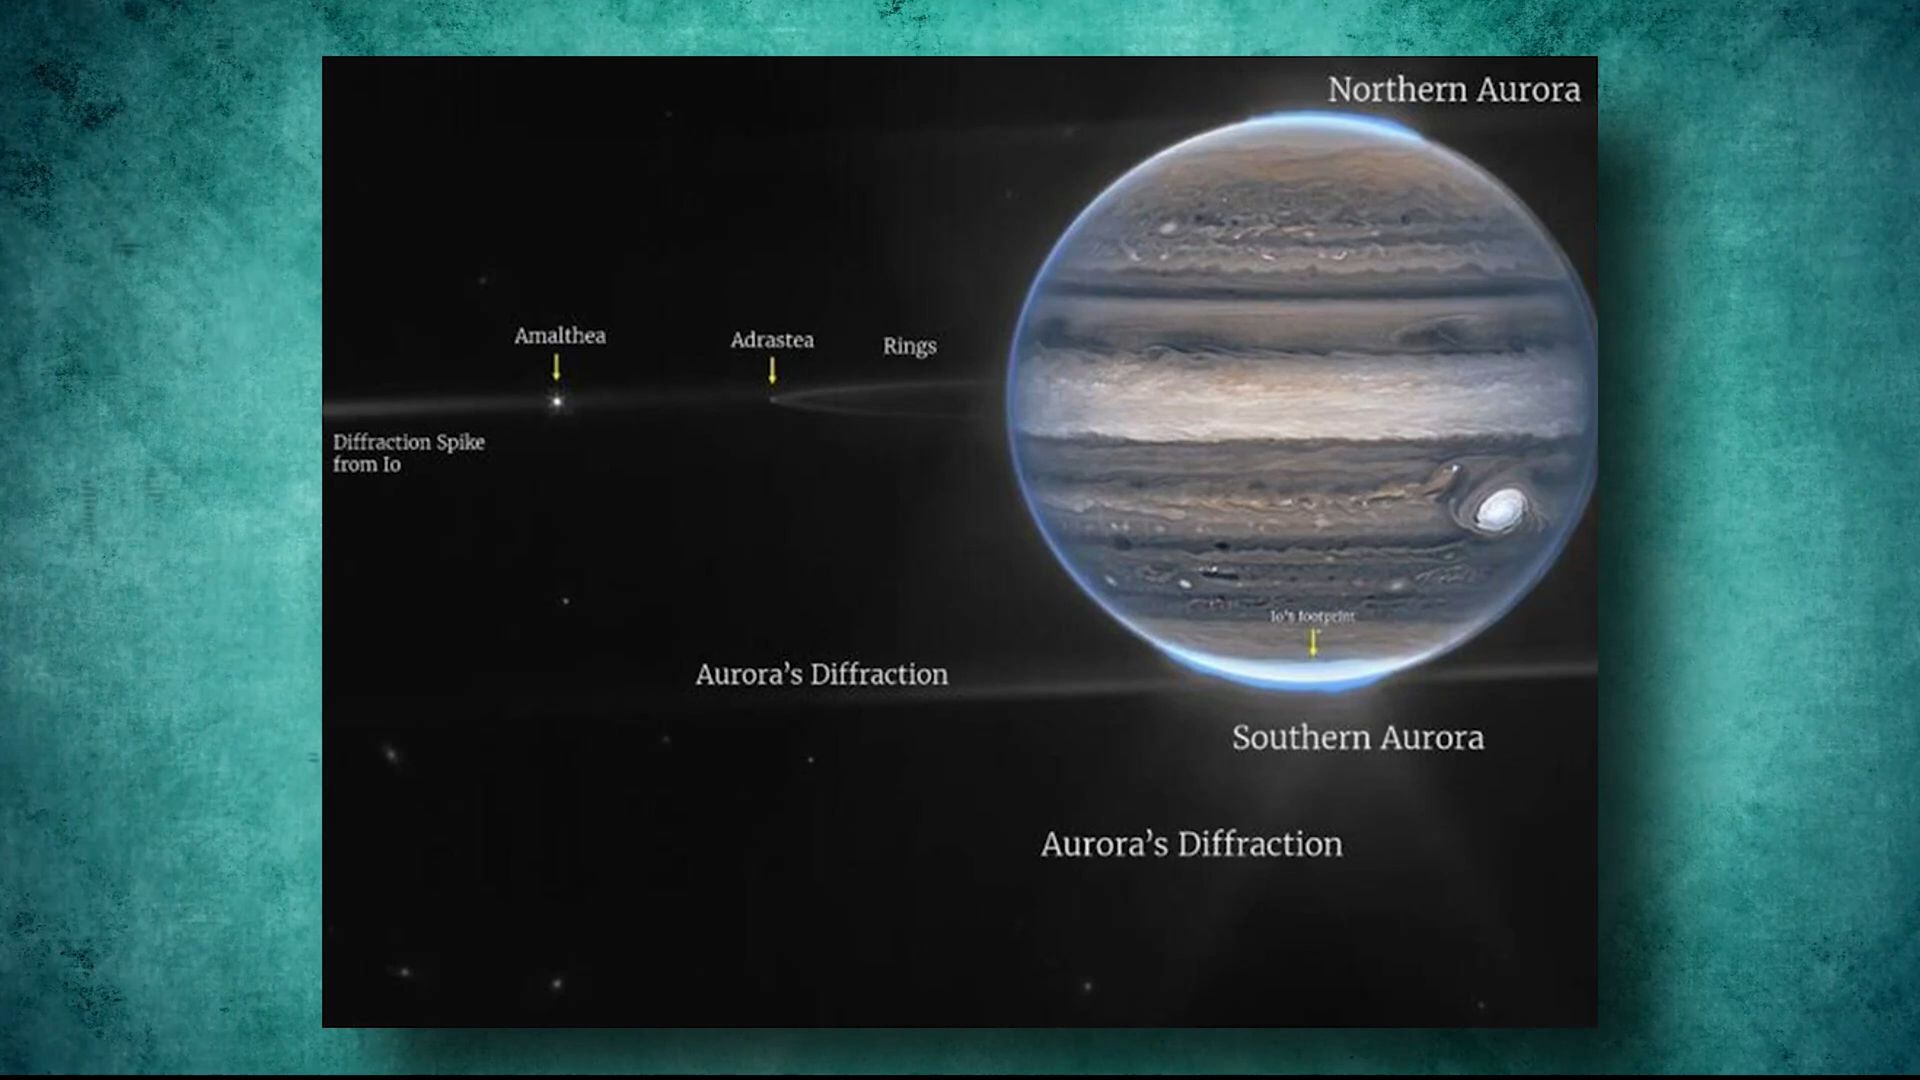 Northern Aurora
Amalthea
Adrastea
Rings
Diffraction Spike
from Io
Io's footprint
Aurora’s Diffraction
Southern Aurora
Aurora’s Diffraction